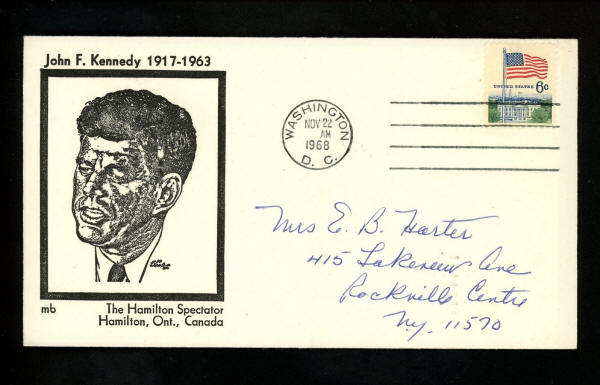 John F. Kennedy 1917-1963
UNITED STATES 6c
WASHINGTON
NOV 22
AM
1968
D. C.
Mrs E. B. Harter
415 Lakeview Ave
Rockville Centre
Ny. 11570
mb
The Hamilton Spectator
Hamilton, Ont., Canada